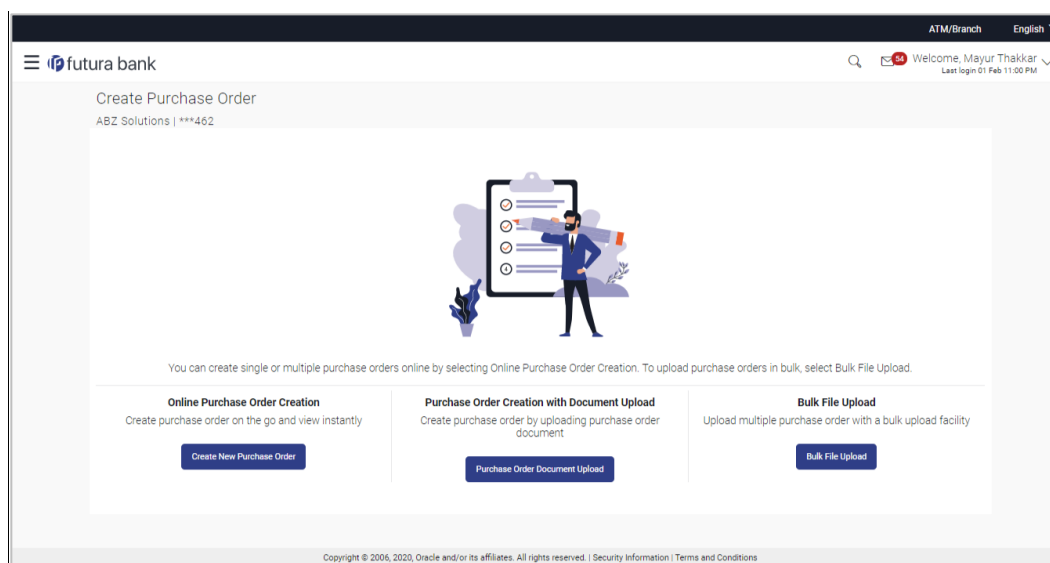 ATM/Branch English
futura bank
54
Welcome, Mayur Thakkar
Last login 01 Feb 11:00 PM
Create Purchase Order
ABZ Solutions | ***462
4
You can create single or multiple purchase orders online by selecting Online Purchase Order Creation. To upload purchase orders in bulk, select Bulk File Upload.
Online Purchase Order Creation
Create purchase order on the go and view instantly
Create New Purchase Order
Purchase Order Creation with Document Upload
Create purchase order by uploading purchase order
document
Purchase Order Document Upload
Bulk File Upload
Upload multiple purchase order with a bulk upload facility
Bulk File Upload
Copyright © 2006, 2020, Oracle and/or its affiliates. All rights reserved. | Security Information | Terms and Conditions